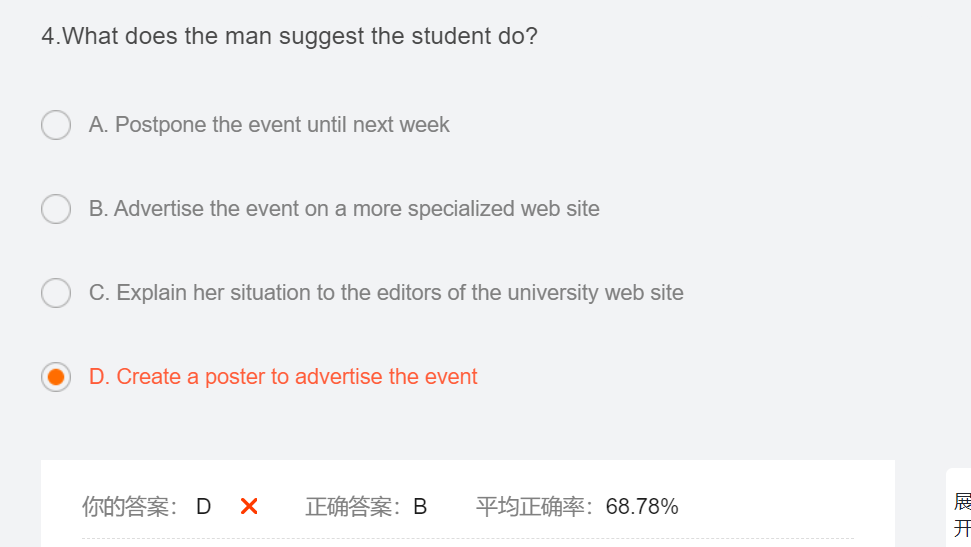 4.What does the man suggest the student do?
A. Postpone the event until next week
B. Advertise the event on a more specialized web site
C. Explain her situation to the editors of the university web site
D. Create a poster to advertise the event
你的答案： D 正确答案： B 平均正确率： 68.78%
展
开